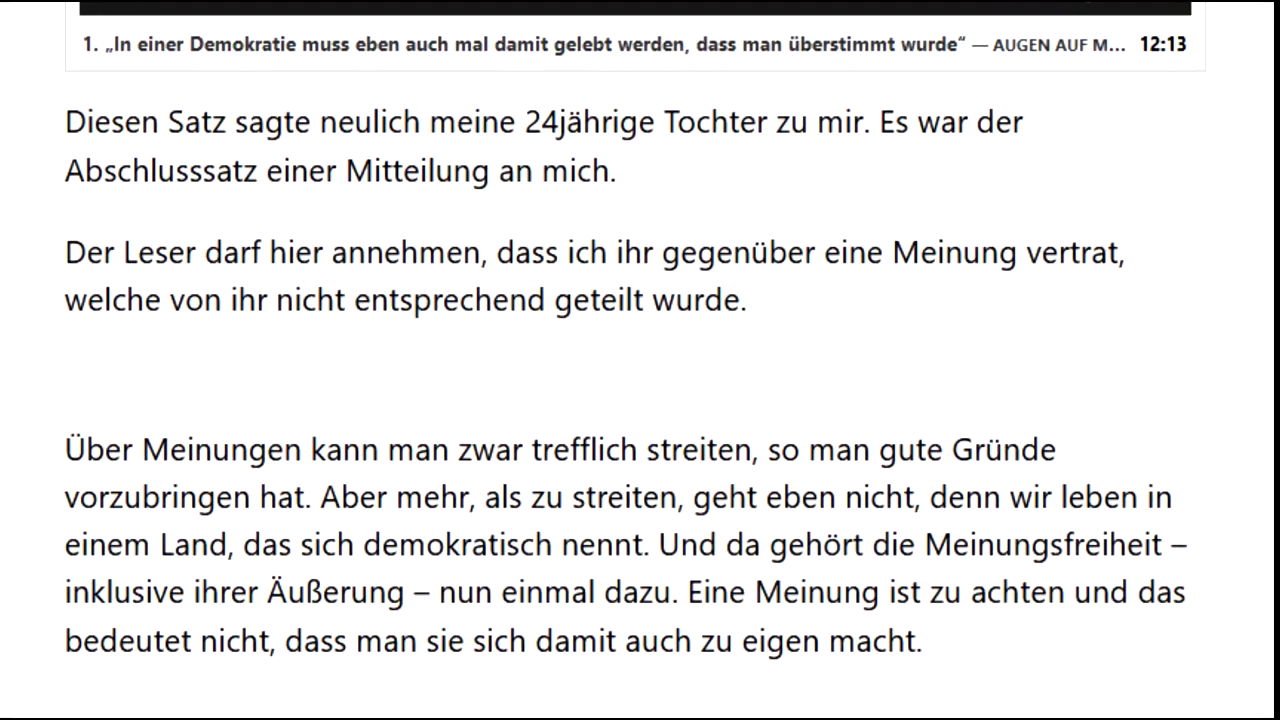 1. „In einer Demokratie muss eben auch mal damit gelebt werden, dass man überstimmt wurde“ — AUGEN AUF M... 12:13
Diesen Satz sagte neulich meine 24jährige Tochter zu mir. Es war der
Abschlusssatz einer Mitteilung an mich.
Der Leser darf hier annehmen, dass ich ihr gegenüber eine Meinung vertrat,
welche von ihr nicht entsprechend geteilt wurde.
Über Meinungen kann man zwar trefflich streiten, so man gute Gründe
vorzubringen hat. Aber mehr, als zu streiten, geht eben nicht, denn wir leben in
einem Land, das sich demokratisch nennt. Und da gehört die Meinungsfreiheit –
inklusive ihrer Äußerung – nun einmal dazu. Eine Meinung ist zu achten und das
bedeutet nicht, dass man sie sich damit auch zu eigen macht.